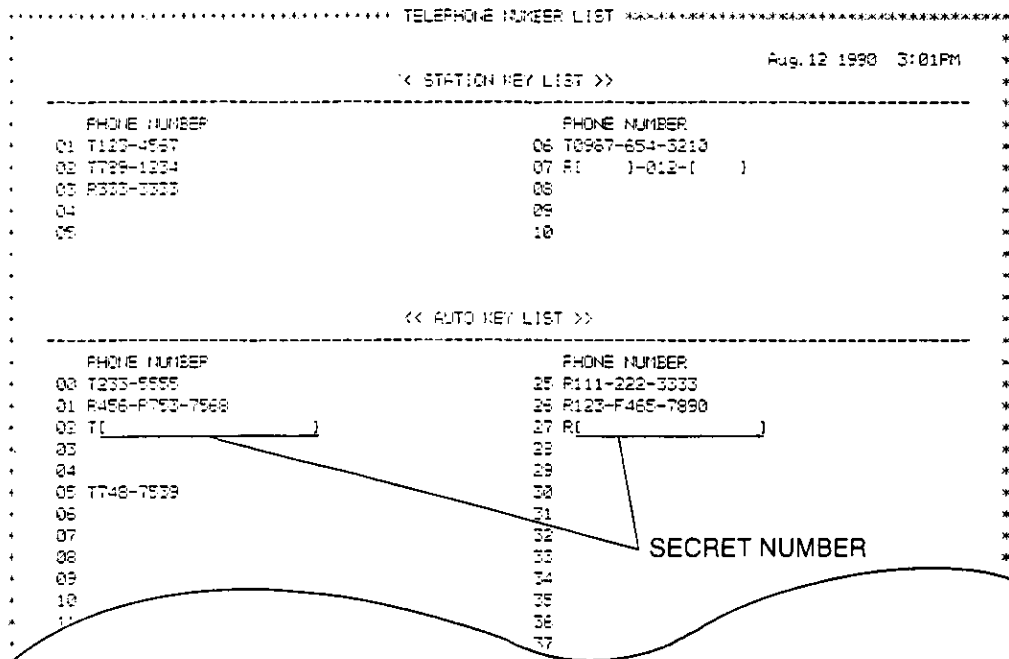 TELEPHONE NUMBER LIST
Aug.12 1990 3:01PM
<< STATION KEY LIST >>
PHONE NUMBER PHONE NUMBER
01 T123-4567 06 T0987-654-3210
02 T789-1234 07 R[ ]-012-[ ]
03 R333-3333 08
04 09
05 10
<< AUTO KEY LIST >>
PHONE NUMBER PHONE NUMBER
00 T233-5555 25 R111-222-3333
01 R456-P753-7568 26 R123-F465-7890
02 T[ ] 27 R[ ]
03 28
04 29
05 T748-7539 30
06 31
07 32
08 33 SECRET NUMBER
09 34
10 35
11 36
37